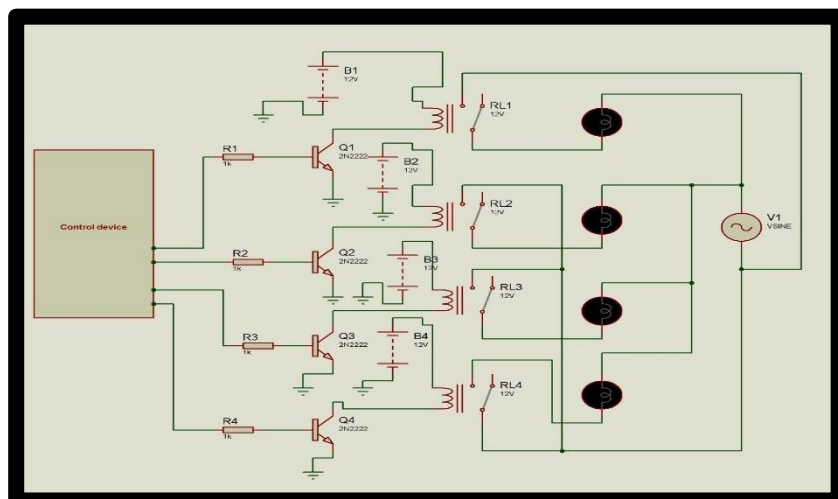 B1
12V
RL1
12V
R1
1k
Q1
2N2222
B2
12V
Control device
RL2
12V
V1
VSINE
R2
1k
Q2
2N2222
B3
12V
RL3
12V
R3
1k
Q3
2N2222
B4
12V
RL4
12V
R4
1k
Q4
2N2222